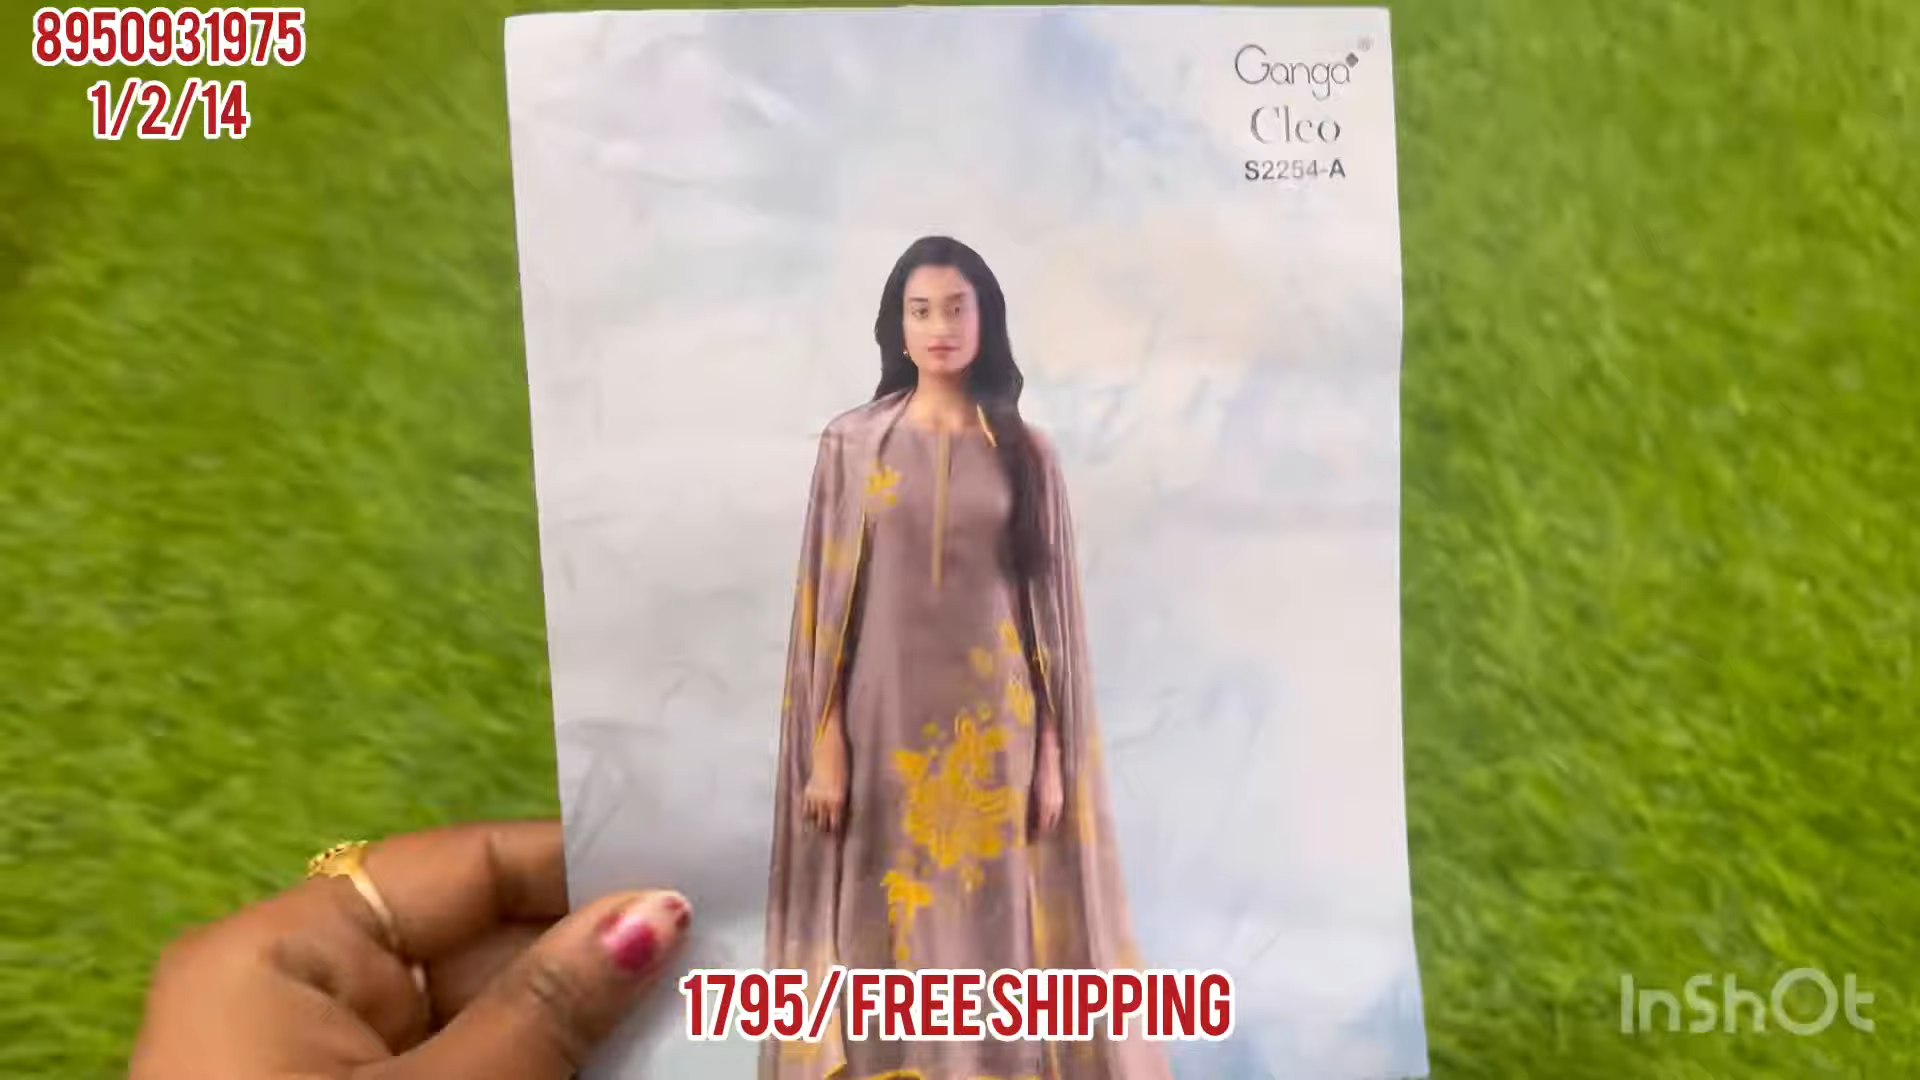 8950931975
1/2/14
Ganga
Cleo
S2254-A
1795/ FREE SHIPPING
InShOt